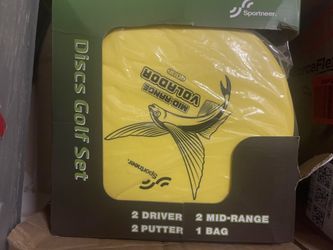 Sportneer.
Discs Golf Set
MID-RANGE
VOLADOR
Sportneer.
2 DRIVER 2 MID-RANGE
2 PUTTER 1 BAG